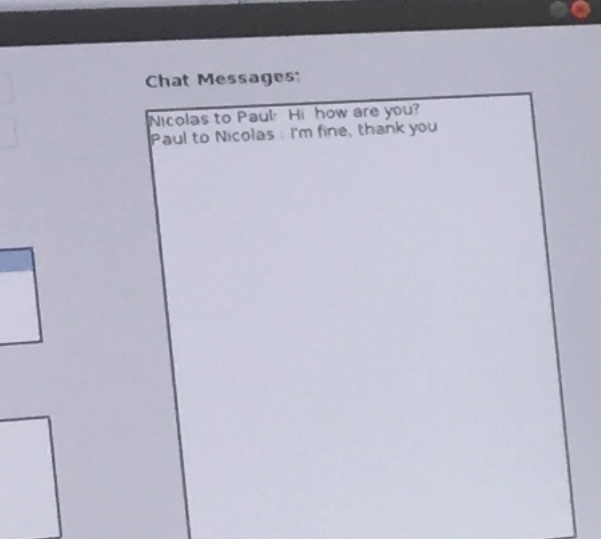 Chat Messages:
Nicolas to Paul: Hi how are you?
Paul to Nicolas : I'm fine, thank you